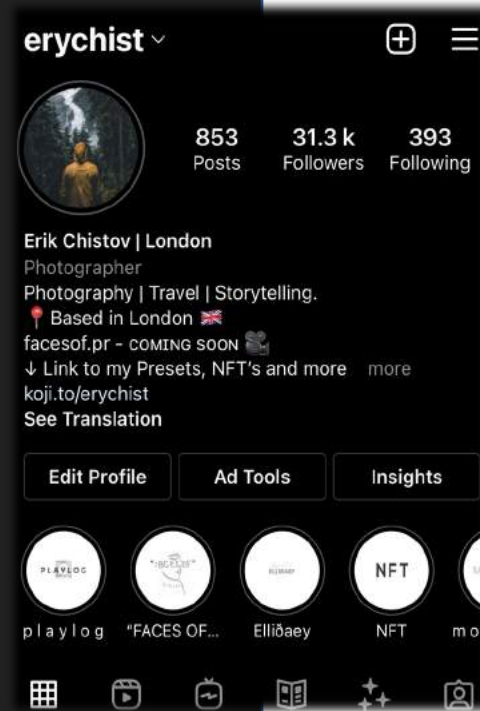 erychist
853 31.3 k 393
Posts Followers Following
Erik Chistov | London
Photographer
Photography | Travel | Storytelling.
📍 Based in London 🇬🇧
facesof.pr - COMING SOON 🎥
↓ Link to my Presets, NFT's and more more
koji.to/erychist
See Translation
Edit Profile Ad Tools Insights
PLAYLOG
NFT
p l a y l o g "FACES OF... Elliðaey NFT m o